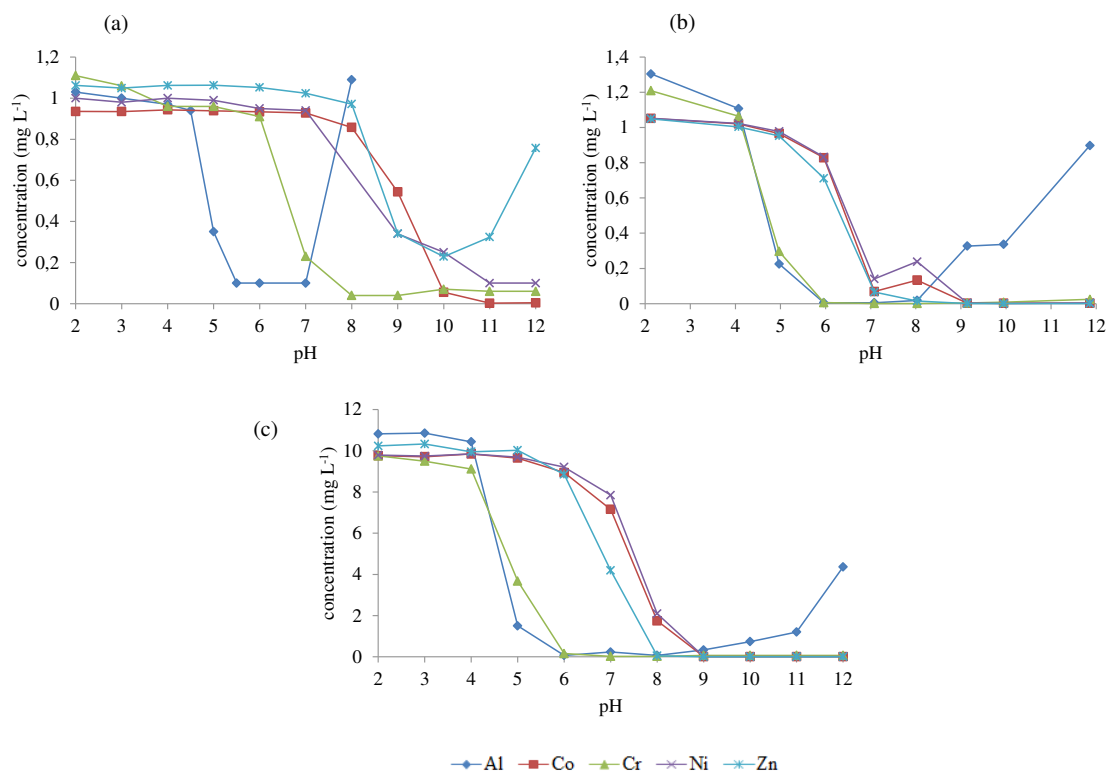 (a)
concentration (mg L-1)
1,2
1
0,8
0,6
0,4
0,2
0
2 3 4 5 6 7 8 9 10 11 12
pH
(b)
concentration (mg L-1)
1,4
1,2
1
0,8
0,6
0,4
0,2
0
2 4 5 6 7 8 9 10 12
pH
(c)
concentration (mg L-1)
12
10
8
6
4
2
0
2 3 4 5 6 7 8 9 10 11 12
pH
Al Co Cr Ni Zn